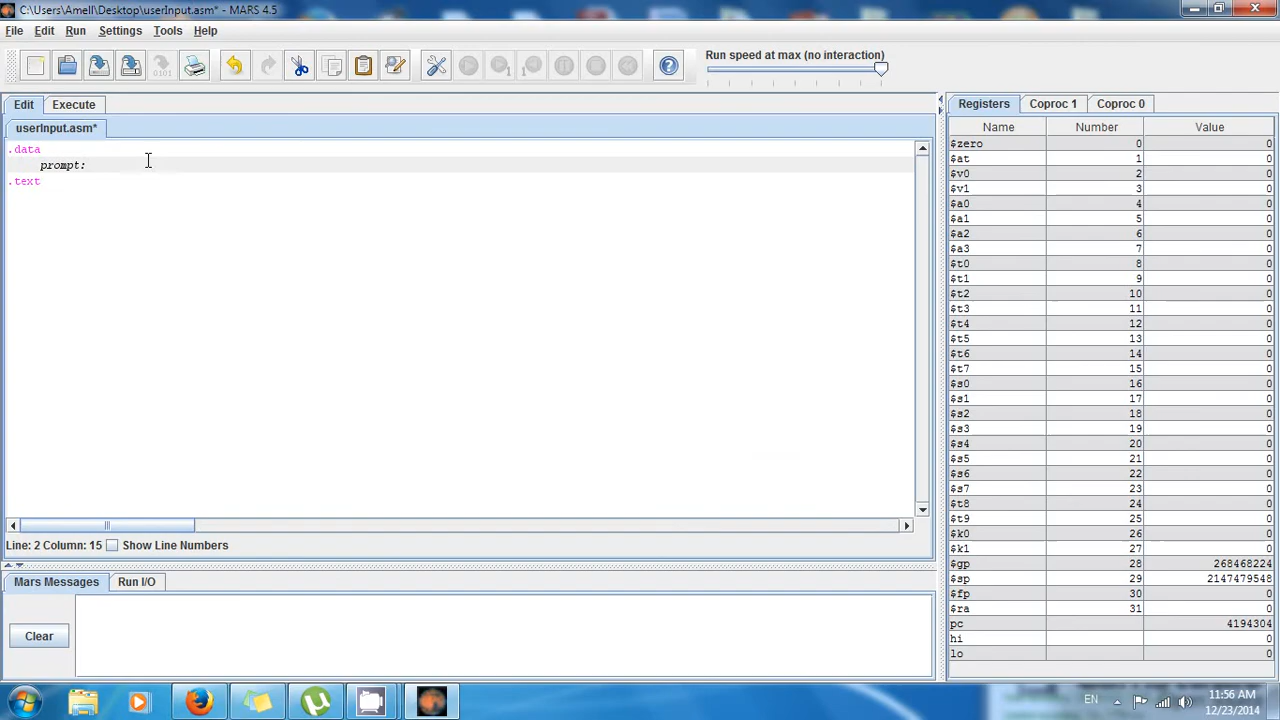 C:\Users\Amell\Desktop\userInput.asm* - MARS 4.5
File Edit Run Settings Tools Help
Run speed at max (no interaction)
Edit Execute
userInput.asm*
.data
prompt:
.text
Line: 2 Column: 15 Show Line Numbers
Mars Messages Run I/O
Clear
Registers Coproc 1 Coproc 0
Name Number Value
$zero 0 0
$at 1 0
$v0 2 0
$v1 3 0
$a0 4 0
$a1 5 0
$a2 6 0
$a3 7 0
$t0 8 0
$t1 9 0
$t2 10 0
$t3 11 0
$t4 12 0
$t5 13 0
$t6 14 0
$t7 15 0
$s0 16 0
$s1 17 0
$s2 18 0
$s3 19 0
$s4 20 0
$s5 21 0
$s6 22 0
$s7 23 0
$t8 24 0
$t9 25 0
$k0 26 0
$k1 27 0
$gp 28 268468224
$sp 29 2147479548
$fp 30 0
$ra 31 0
pc 4194304
hi 0
lo 0
EN
11:56 AM
12/23/2014